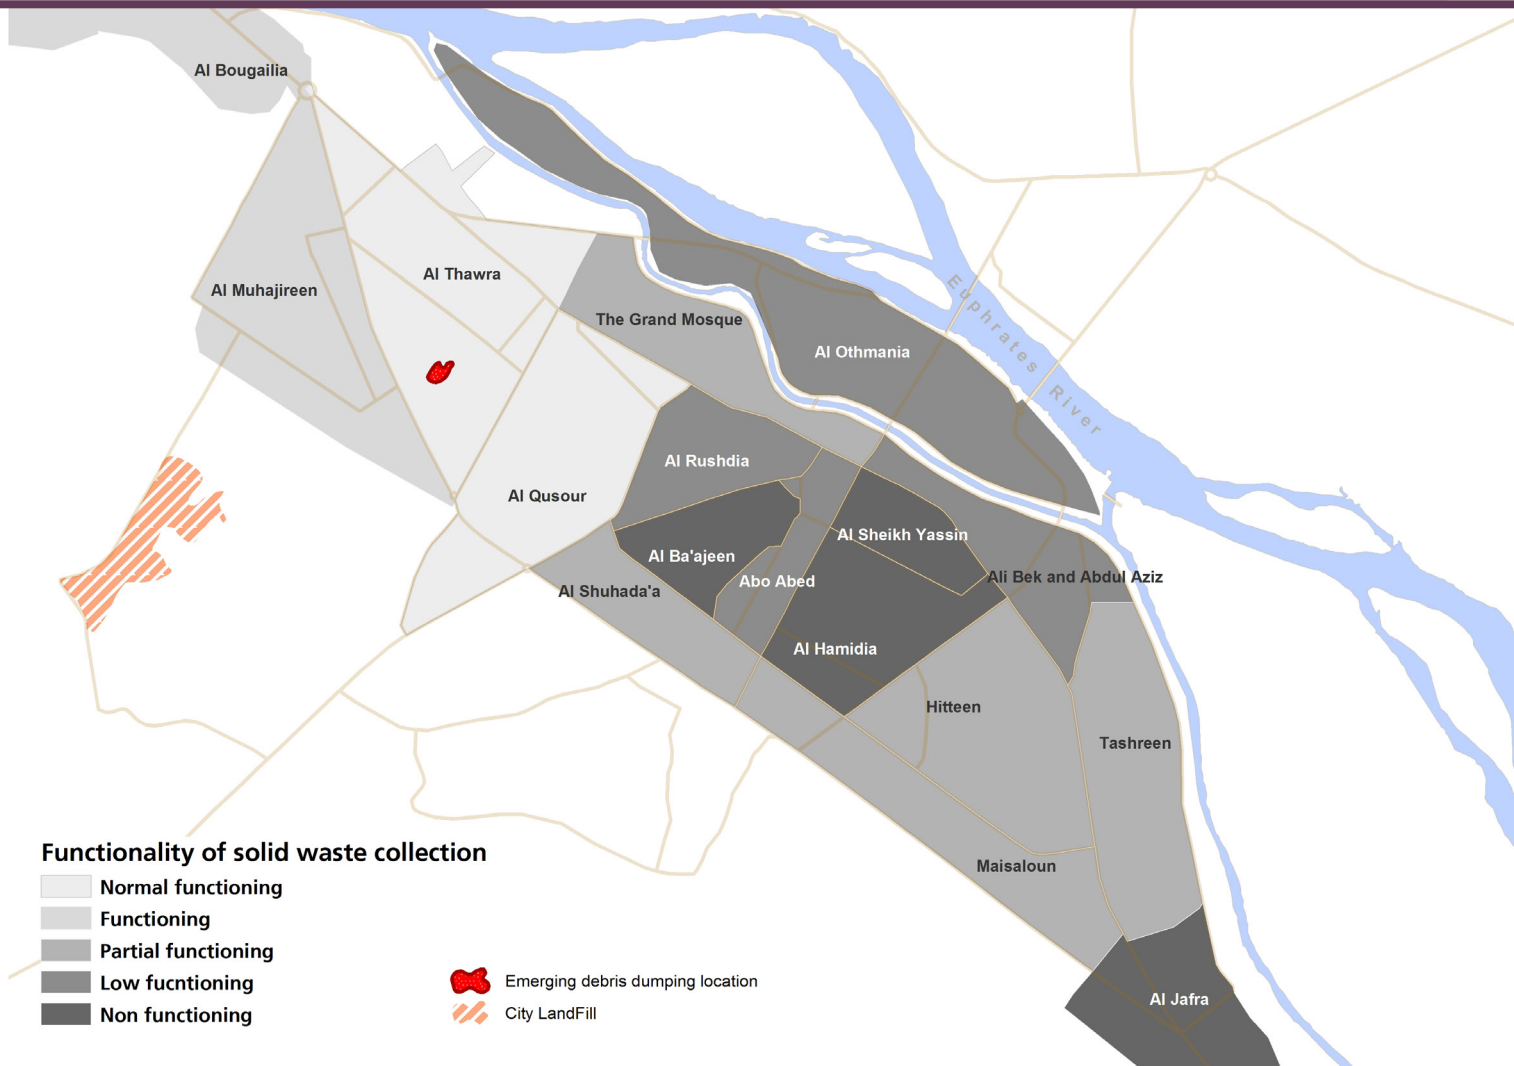 Al Bougailia
Al Muhajireen
Al Thawra
The Grand Mosque
Al Othmania
Euphrates River
Al Rushdia
Al Qusour
Al Sheikh Yassin
Al Ba'ajeen
Abo Abed
Ali Bek and Abdul Aziz
Al Shuhada'a
Al Hamidia
Hitteen
Tashreen
Maisaloun
Al Jafra
Functionality of solid waste collection
Normal functioning
Functioning
Partial functioning
Low fucntioning
Non functioning
Emerging debris dumping location
City LandFill